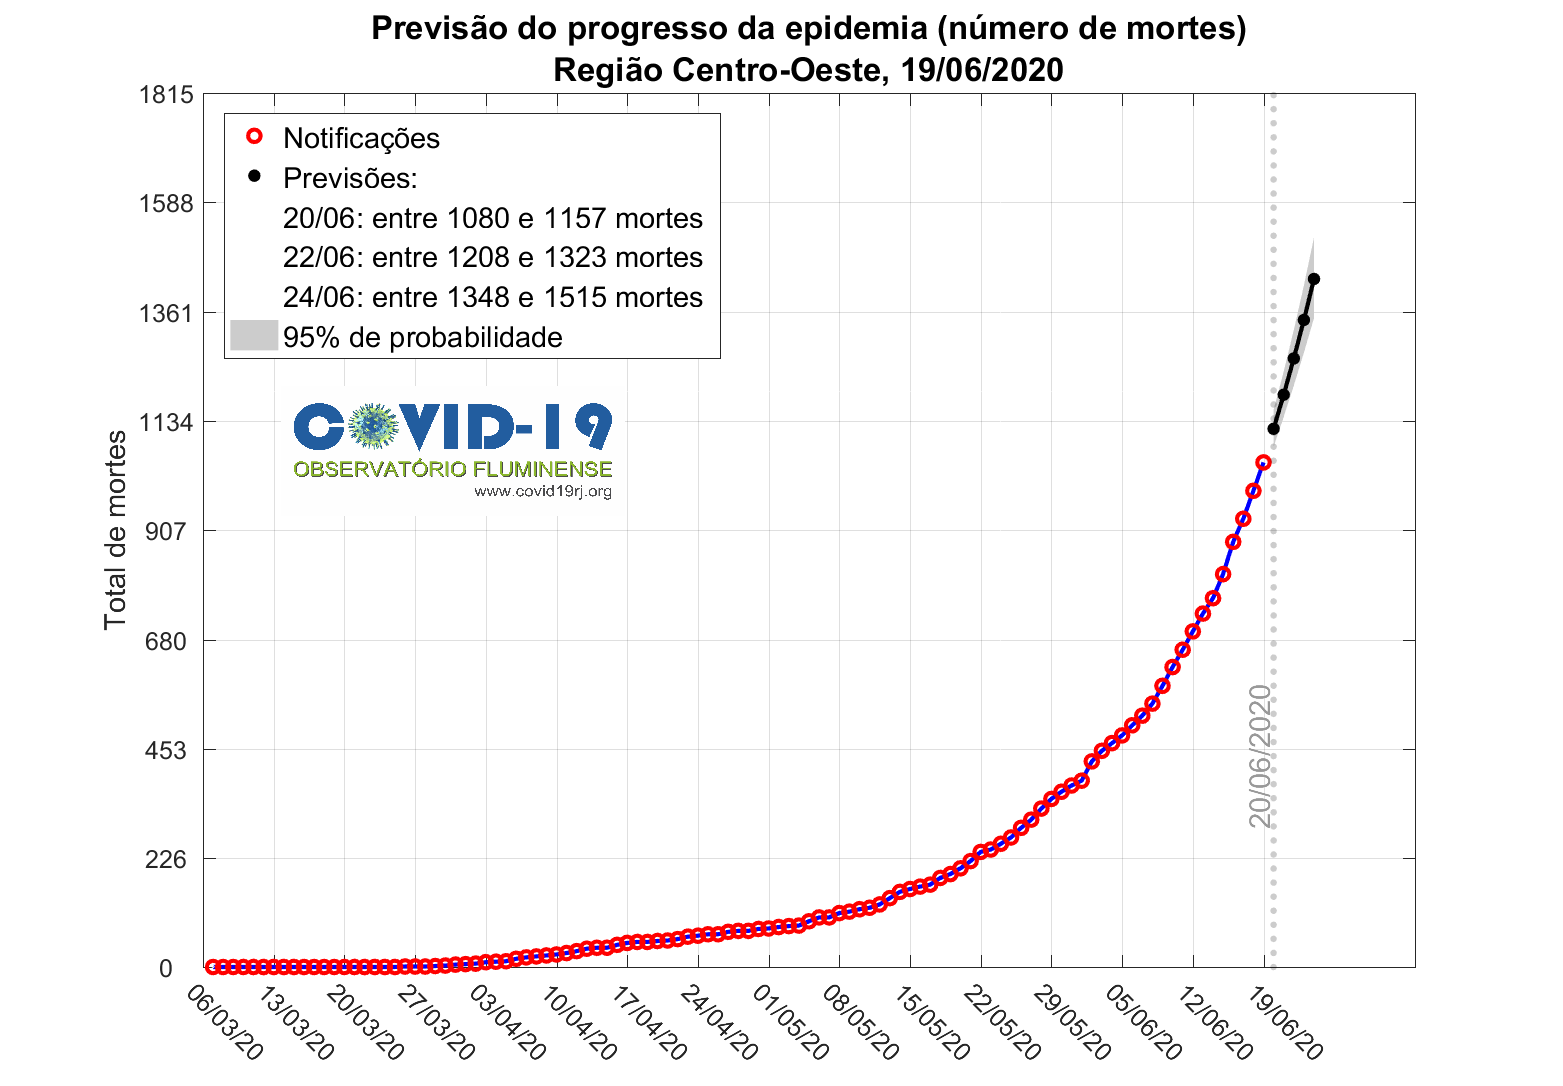 Previsão do progresso da epidemia (número de mortes)
Região Centro-Oeste, 19/06/2020
1815
1588
1361
1134
907
680
453
226
0
Total de mortes
Notificações
Previsões:
20/06: entre 1080 e 1157 mortes
22/06: entre 1208 e 1323 mortes
24/06: entre 1348 e 1515 mortes
95% de probabilidade
COVID-19
OBSERVATÓRIO FLUMINENSE
www.covid19rj.org
20/06/2020
06/03/20
13/03/20
20/03/20
27/03/20
03/04/20
10/04/20
17/04/20
24/04/20
01/05/20
08/05/20
15/05/20
22/05/20
29/05/20
05/06/20
12/06/20
19/06/20